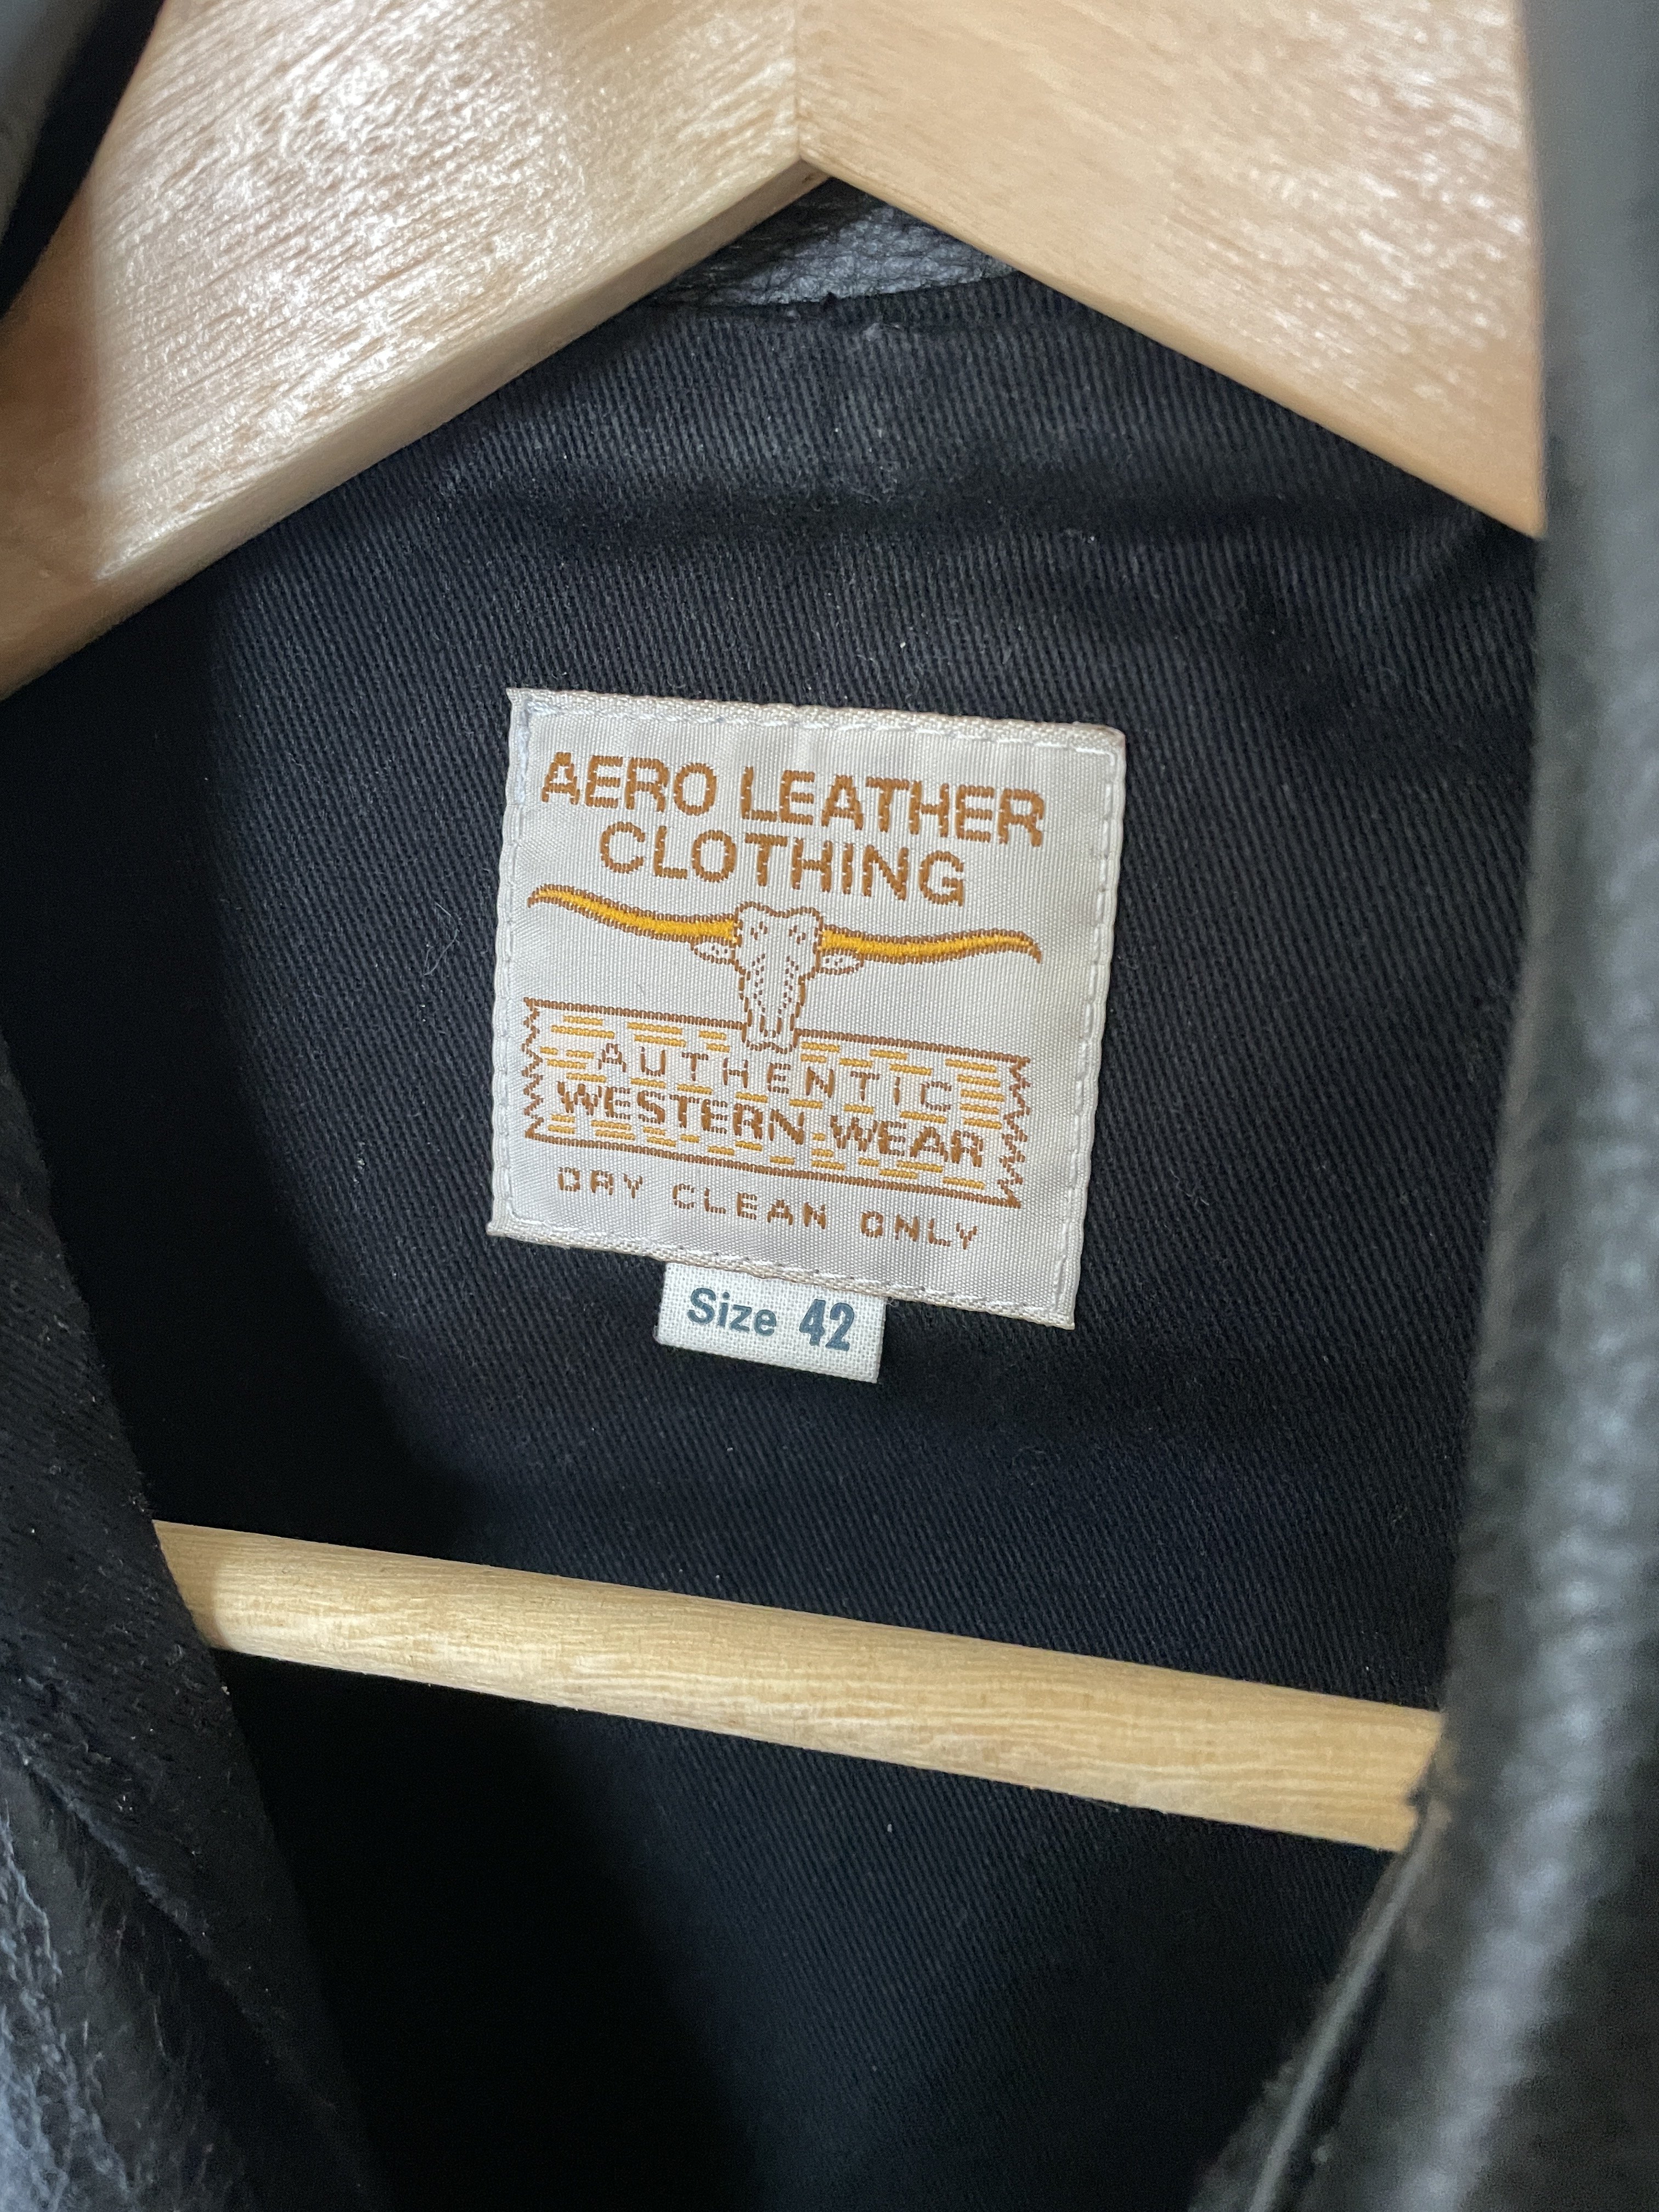 AERO LEATHER
CLOTHING
AUTHENTIC
WESTERN WEAR
DRY CLEAN ONLY
Size 42